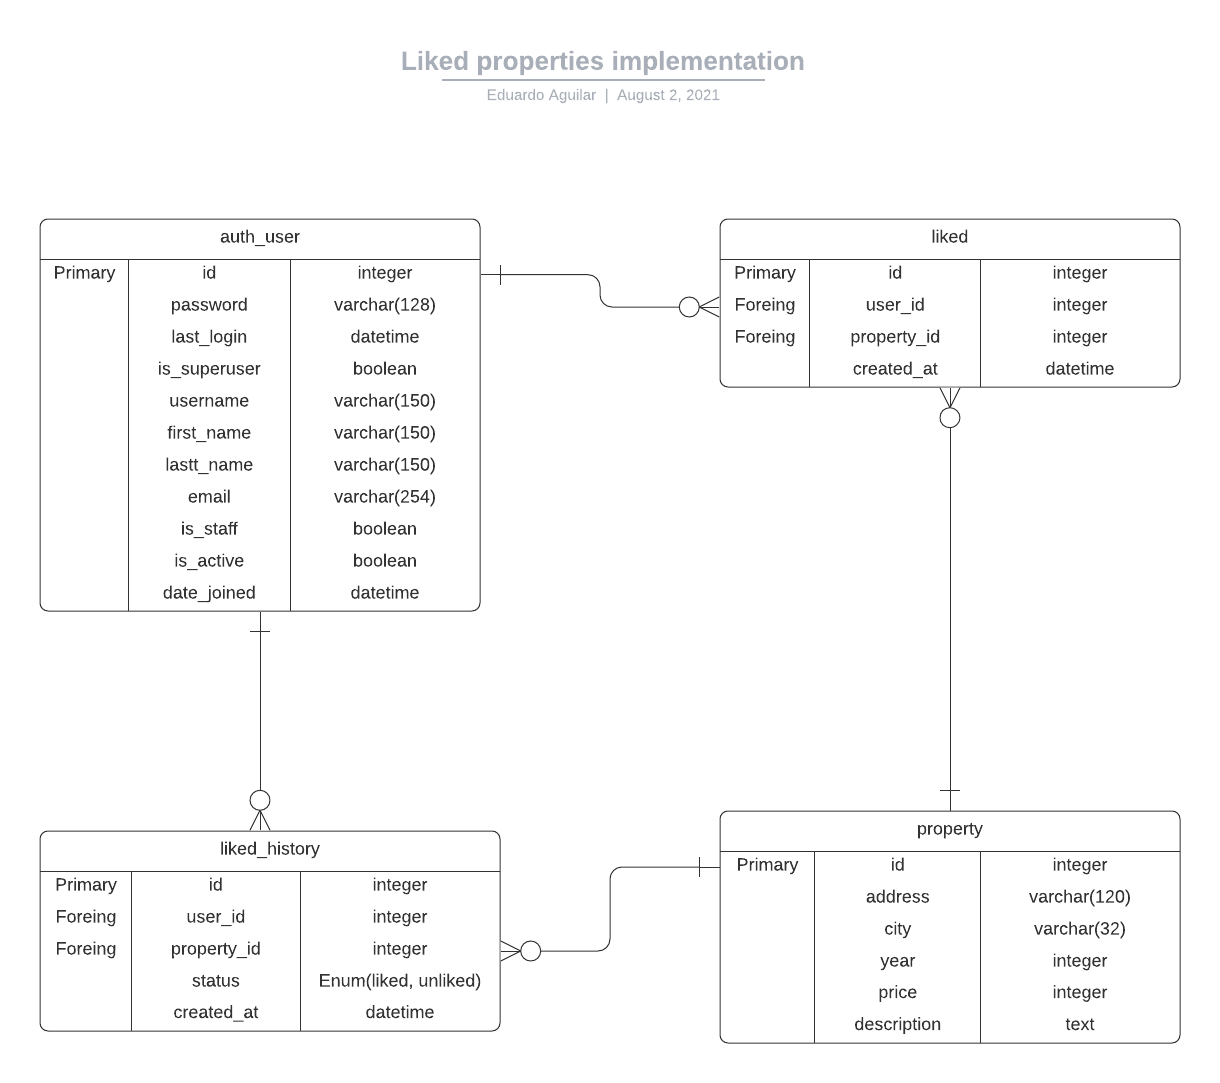 Liked properties implementation
Eduardo Aguilar | August 2, 2021
auth_user
Primary id integer
password varchar(128)
last_login datetime
is_superuser boolean
username varchar(150)
first_name varchar(150)
lastt_name varchar(150)
email varchar(254)
is_staff boolean
is_active boolean
date_joined datetime
liked
Primary id integer
Foreing user_id integer
Foreing property_id integer
created_at datetime
liked_history
Primary id integer
Foreing user_id integer
Foreing property_id integer
status Enum(liked, unliked)
created_at datetime
property
Primary id integer
address varchar(120)
city varchar(32)
year integer
price integer
description text